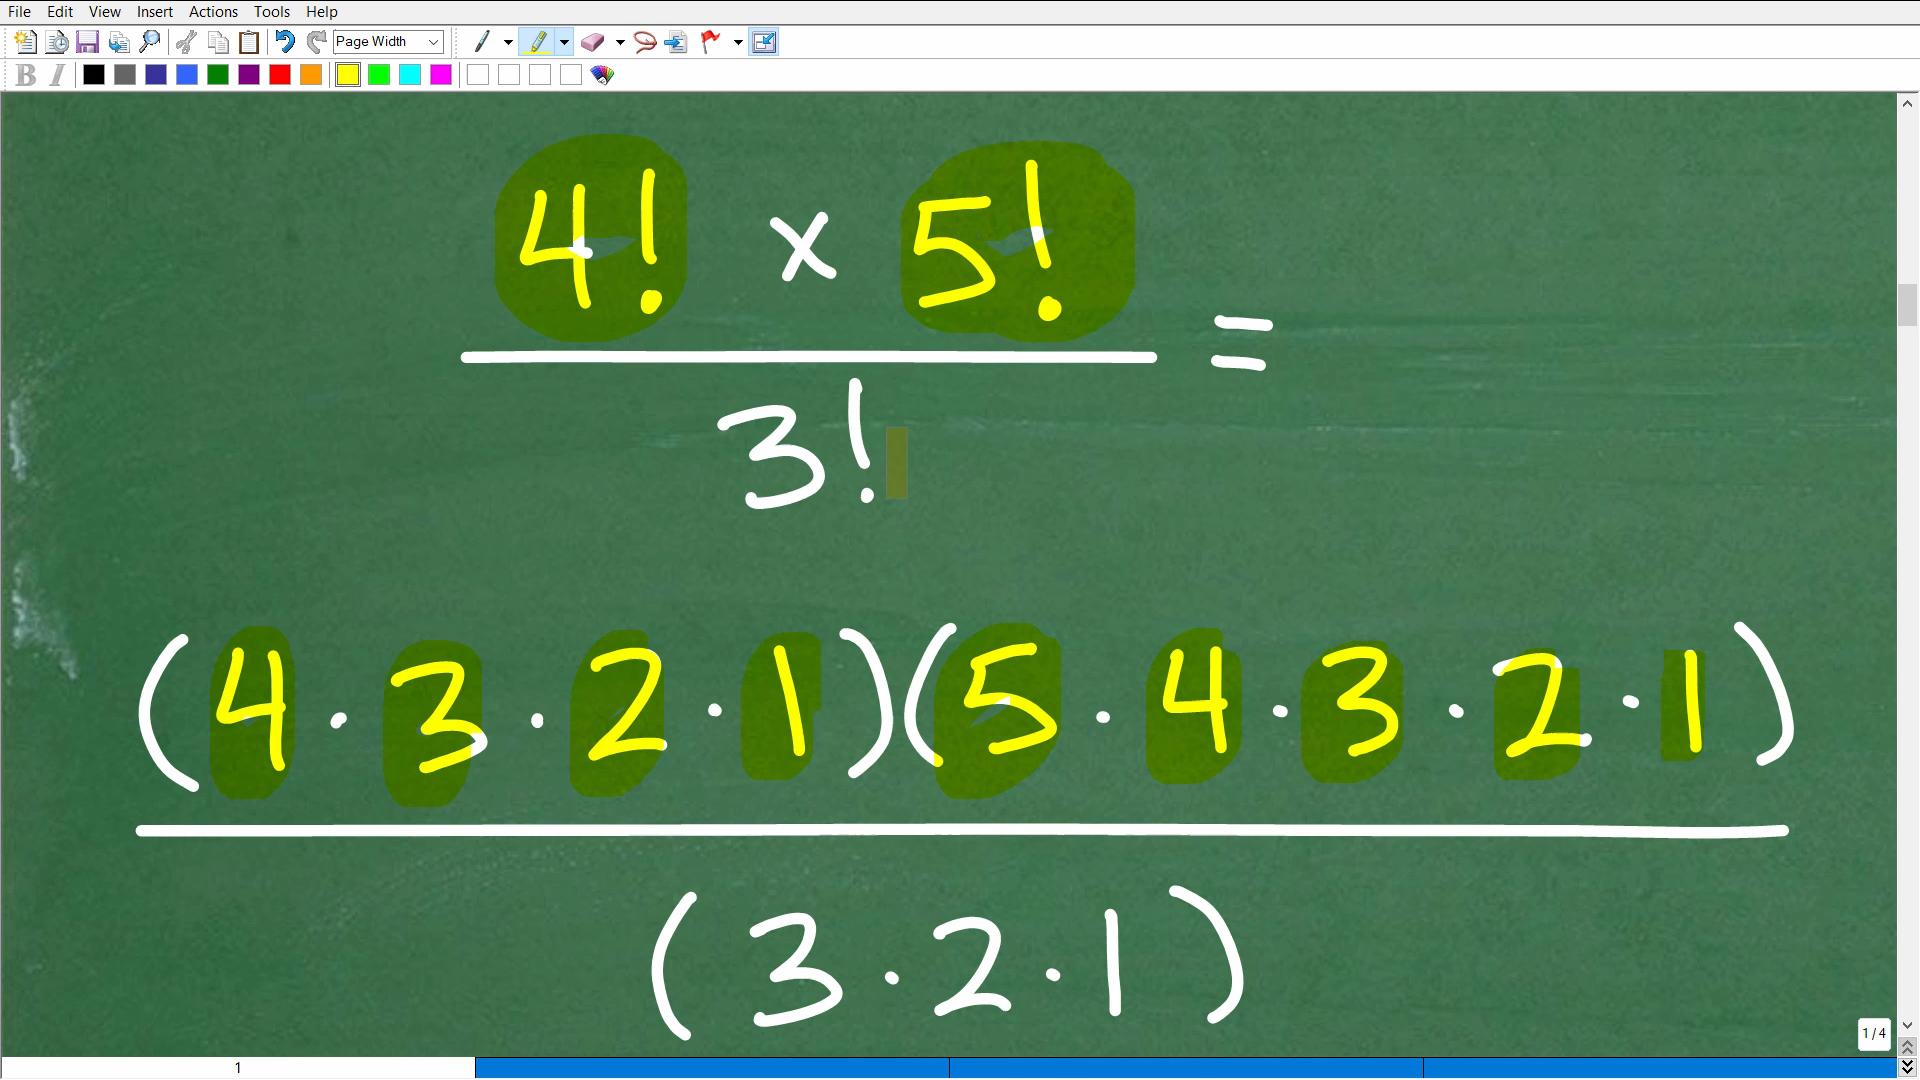 File Edit View Insert Actions Tools Help
Page Width
B I
4! x 5!
=
3!
(4 · 3 · 2 · 1)(5 · 4 · 3 · 2 · 1)
(3 · 2 · 1)
1 / 4
1